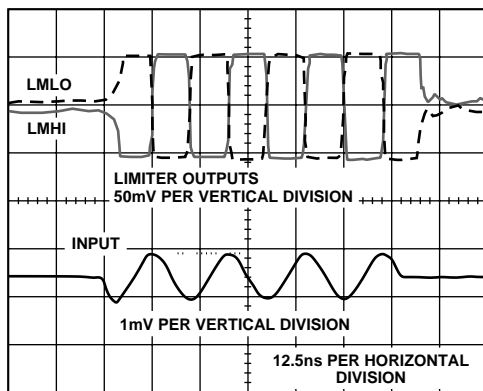 LMLO
LMHI
LIMITER OUTPUTS
50mV PER VERTICAL DIVISION
INPUT
1mV PER VERTICAL DIVISION
12.5ns PER HORIZONTAL
DIVISION